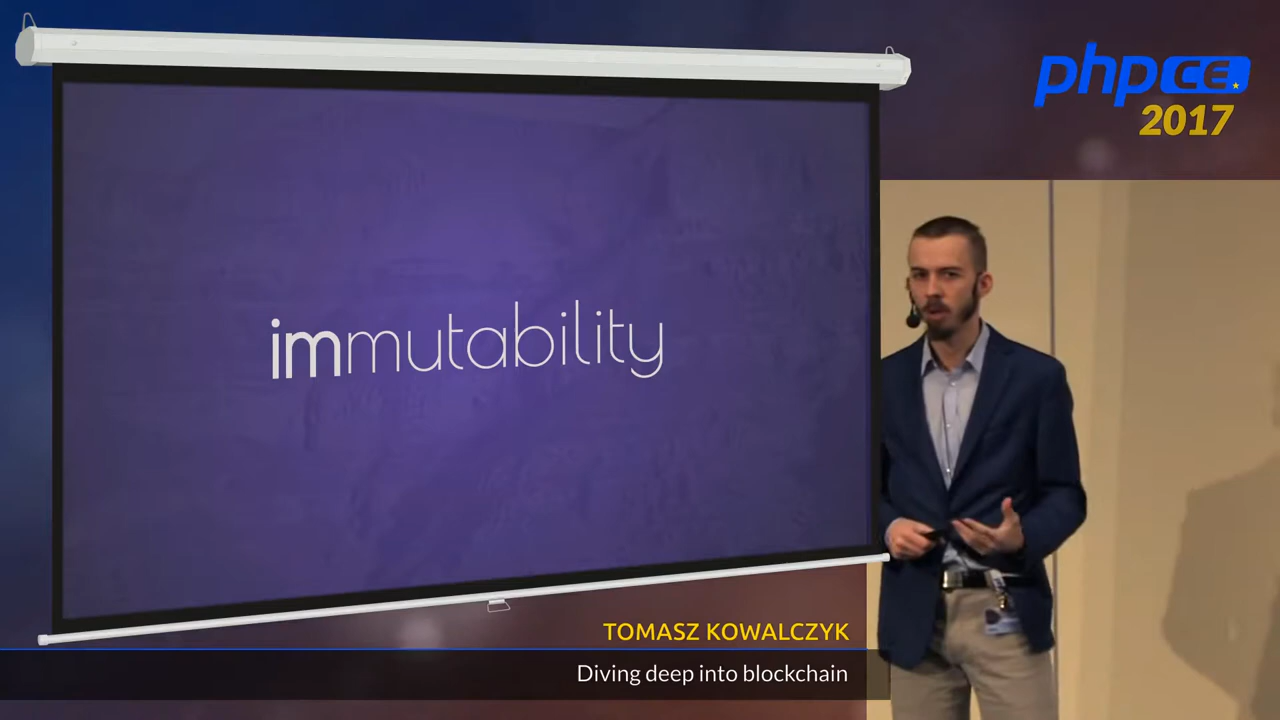 phpCE
2017
immutability
TOMASZ KOWALCZYK
Diving deep into blockchain